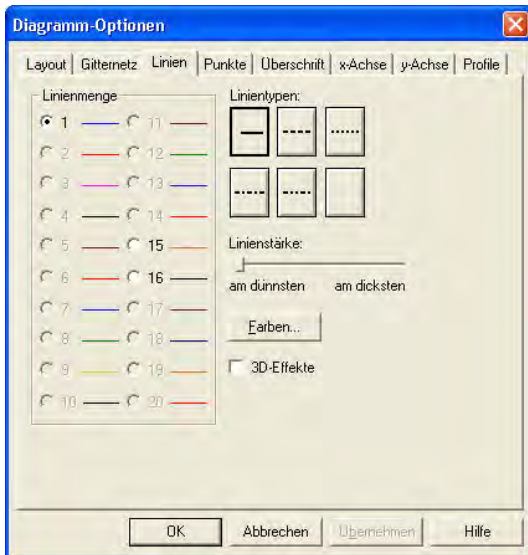 Diagramm-Optionen
Layout Gitternetz Linien Punkte Überschrift x-Achse y-Achse Profile
Linienmenge
Linientypen:
1 11
2 12
3 13
4 14
5 15
6 16
7 17
8 18
9 19
10 20
Linienstärke:
am dünnsten am dicksten
Farben...
3D-Effekte
OK Abbrechen Übernehmen Hilfe